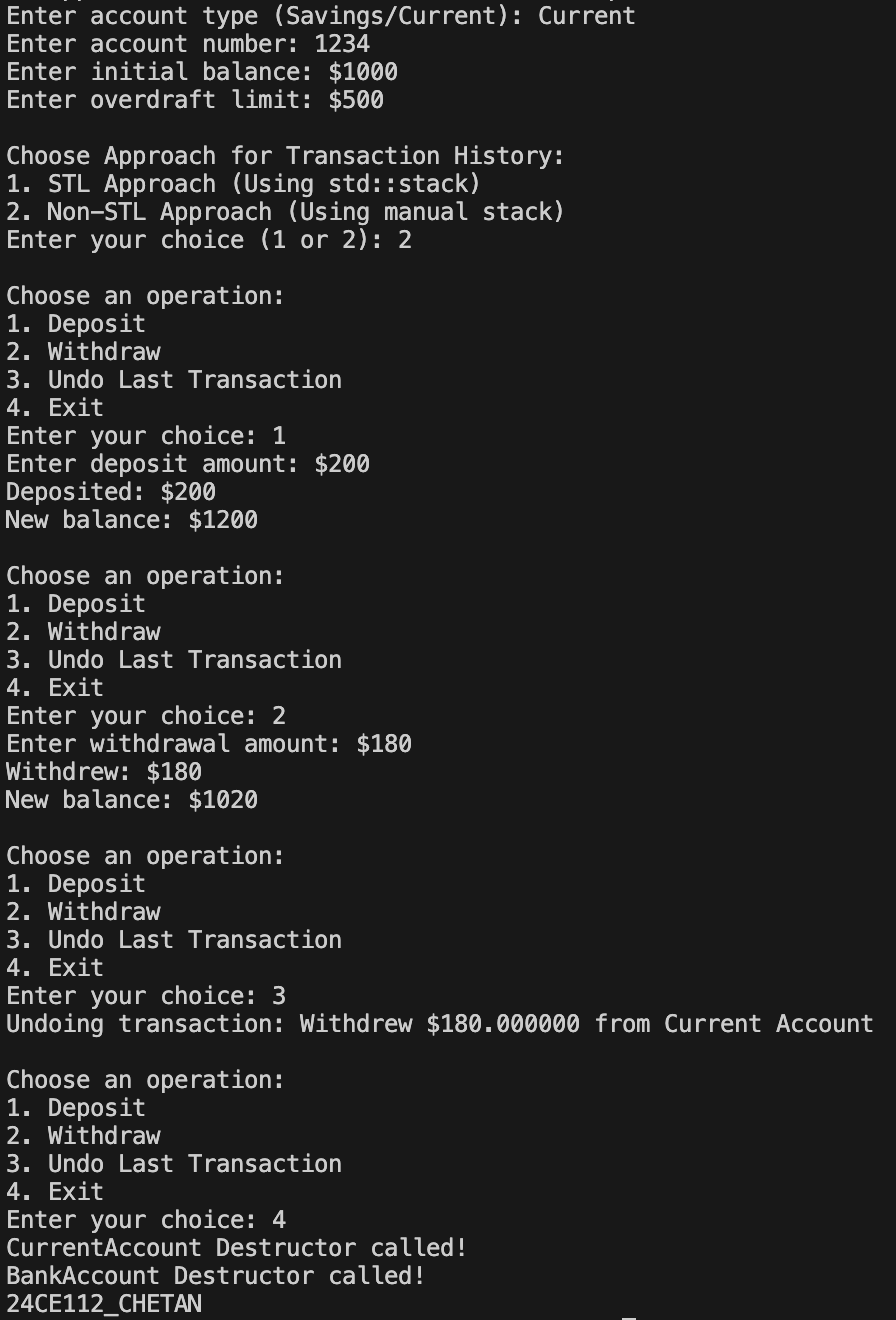 Enter account type (Savings/Current): Current
Enter account number: 1234
Enter initial balance: $1000
Enter overdraft limit: $500

Choose Approach for Transaction History:
1. STL Approach (Using std::stack)
2. Non-STL Approach (Using manual stack)
Enter your choice (1 or 2): 2

Choose an operation:
1. Deposit
2. Withdraw
3. Undo Last Transaction
4. Exit
Enter your choice: 1
Enter deposit amount: $200
Deposited: $200
New balance: $1200

Choose an operation:
1. Deposit
2. Withdraw
3. Undo Last Transaction
4. Exit
Enter your choice: 2
Enter withdrawal amount: $180
Withdrew: $180
New balance: $1020

Choose an operation:
1. Deposit
2. Withdraw
3. Undo Last Transaction
4. Exit
Enter your choice: 3
Undoing transaction: Withdrew $180.000000 from Current Account

Choose an operation:
1. Deposit
2. Withdraw
3. Undo Last Transaction
4. Exit
Enter your choice: 4
CurrentAccount Destructor called!
BankAccount Destructor called!
24CE112_CHETAN